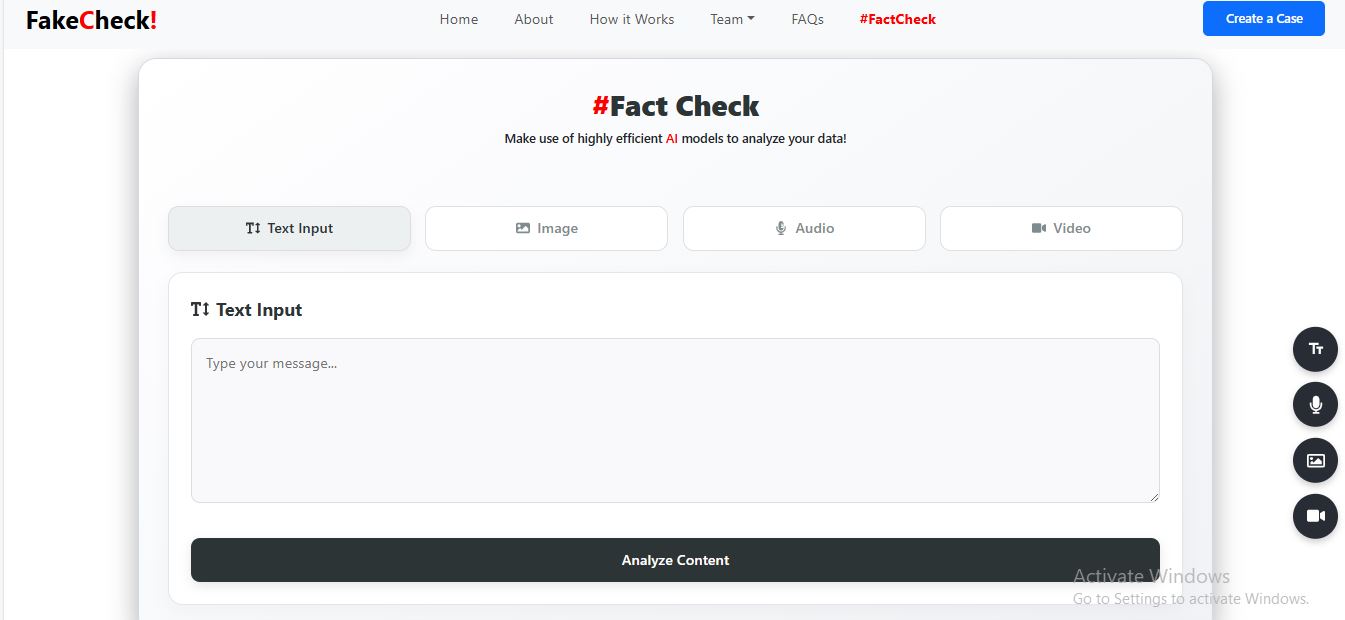 FakeCheck!
Home About How it Works Team FAQs #FactCheck
Create a Case
#Fact Check
Make use of highly efficient AI models to analyze your data!
Text Input Image Audio Video
Text Input
Type your message...
Analyze Content
Activate Windows
Go to Settings to activate Windows.